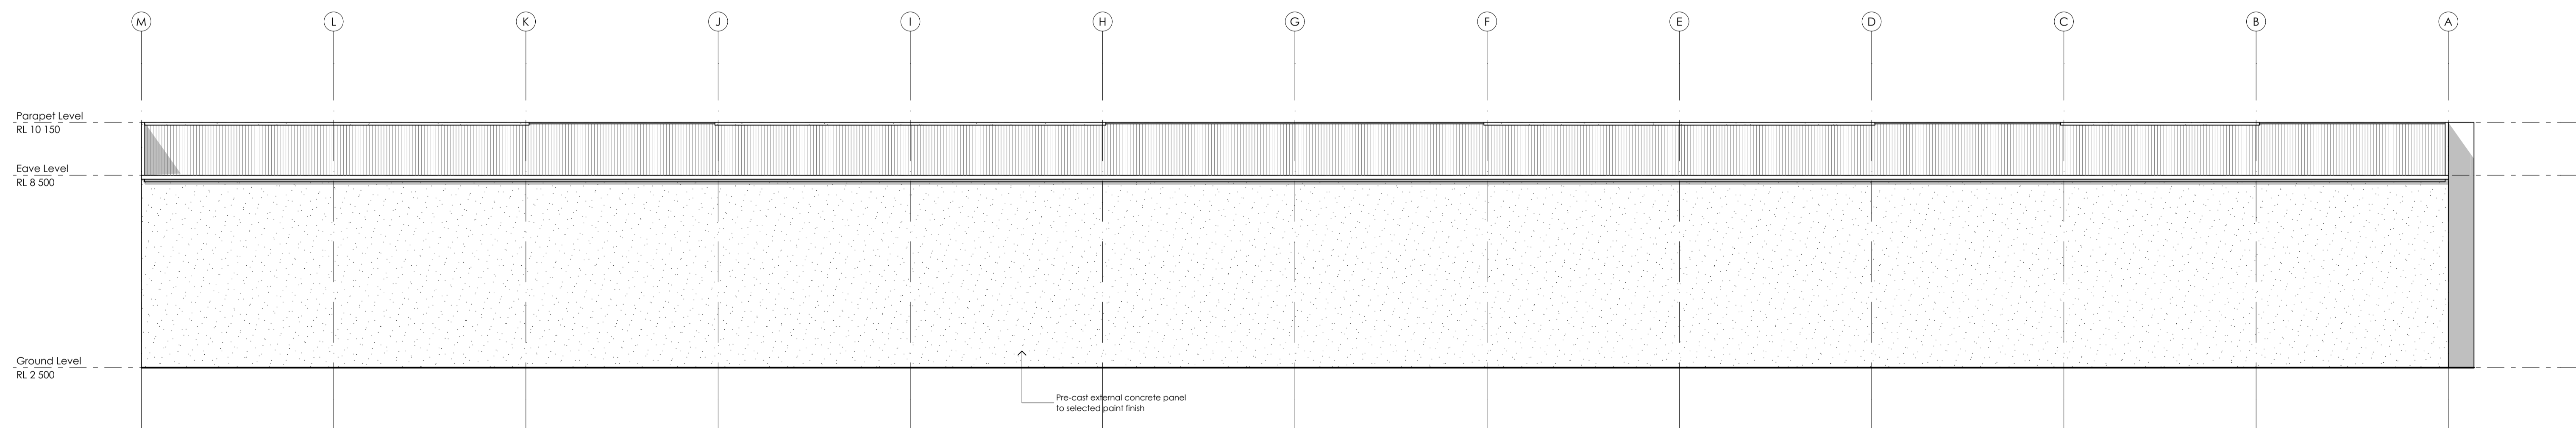 M L K J I H G F E D C B A
Parapet Level
RL 10 150
Eave Level
RL 8 500
Ground Level
RL 2 500
Pre-cast external concrete panel
to selected paint finish